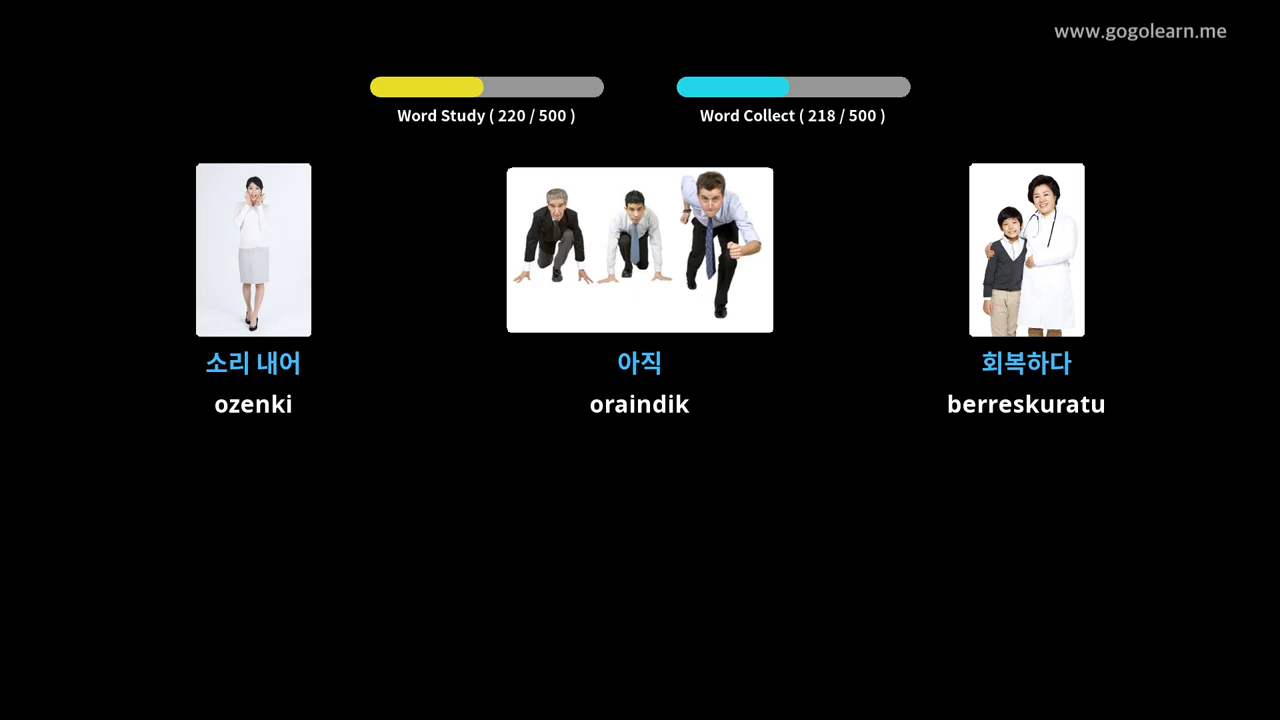 www.gogolearn.me
Word Study ( 220 / 500 )
Word Collect ( 218 / 500 )
소리 내어
아직
회복하다
ozenki
oraindik
berreskuratu